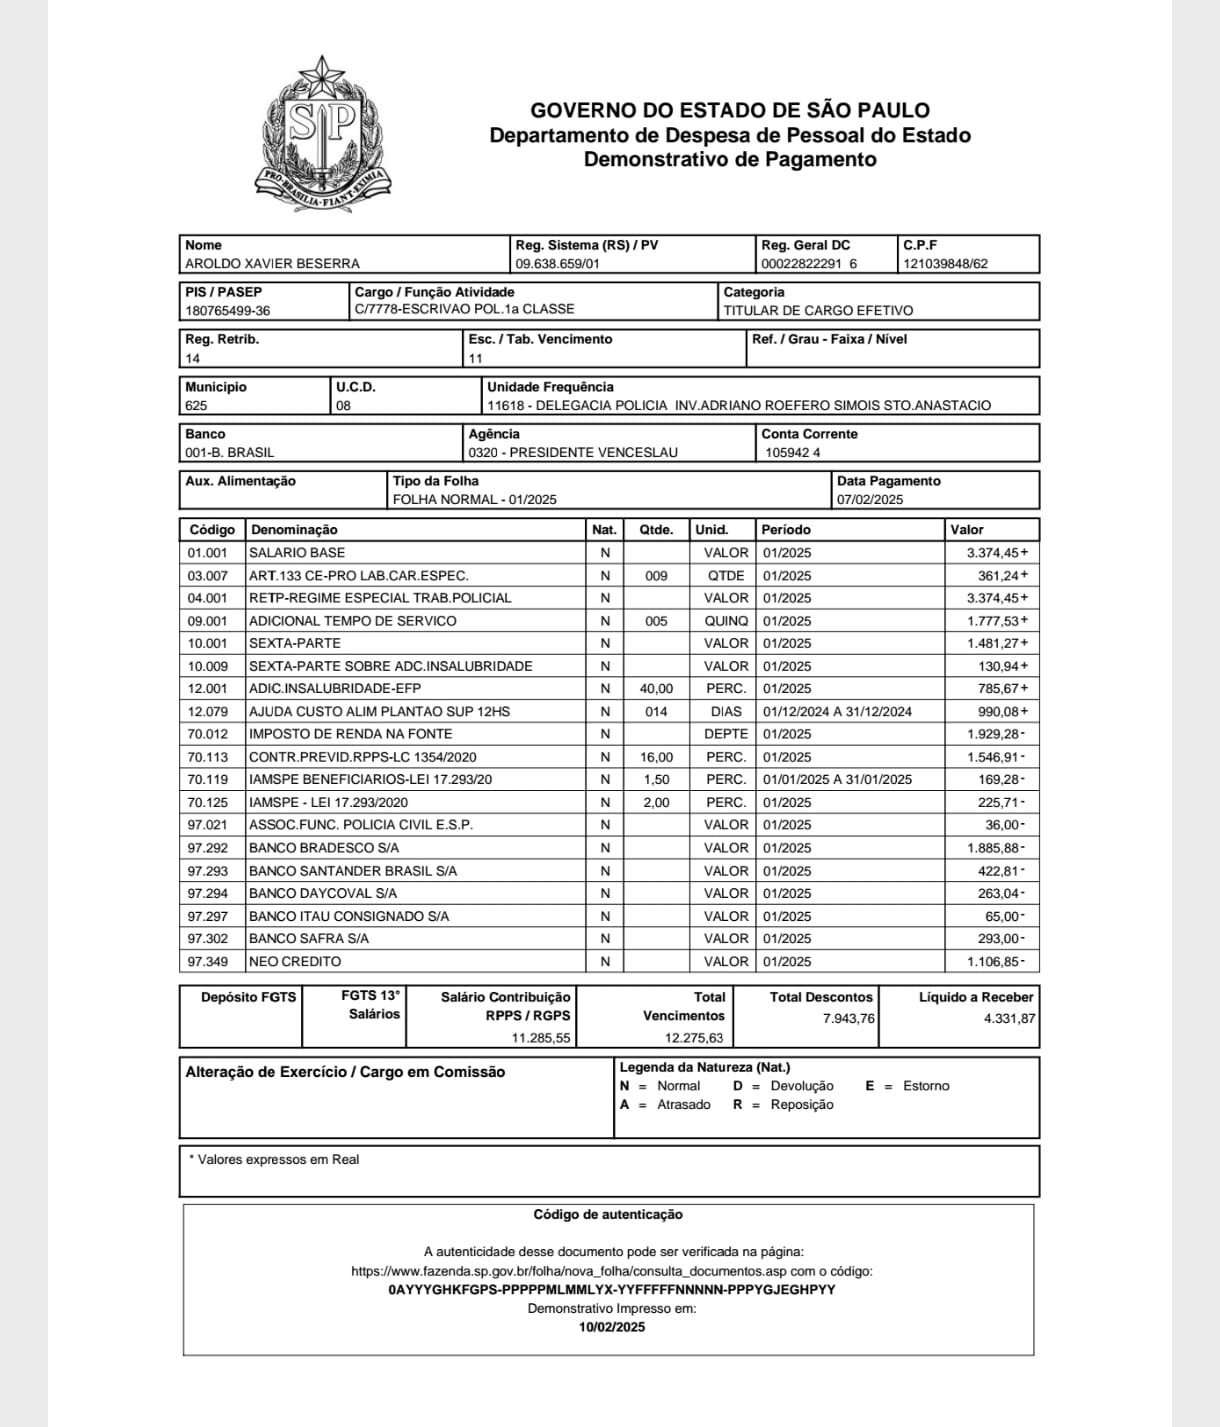 SP
PRO·BRASILIA·FIANT·EXIMIA
GOVERNO DO ESTADO DE SÃO PAULO
Departamento de Despesa de Pessoal do Estado
Demonstrativo de Pagamento
Nome Reg. Sistema (RS) / PV Reg. Geral DC C.P.F
AROLDO XAVIER BESERRA 09.638.659/01 00022822291 6 121039848/62
PIS / PASEP Cargo / Função Atividade Categoria
180765499-36 C/7778-ESCRIVAO POL.1a CLASSE TITULAR DE CARGO EFETIVO
Reg. Retrib. Esc. / Tab. Vencimento Ref. / Grau - Faixa / Nível
14 11
Municipio U.C.D. Unidade Frequência
625 08 11618 - DELEGACIA POLICIA INV.ADRIANO ROEFERO SIMOIS STO.ANASTACIO
Banco Agência Conta Corrente
001-B. BRASIL 0320 - PRESIDENTE VENCESLAU 105942 4
Aux. Alimentação Tipo da Folha Data Pagamento
FOLHA NORMAL - 01/2025 07/02/2025
Código Denominação Nat. Qtde. Unid. Período Valor
01.001 SALARIO BASE N VALOR 01/2025 3.374,45+
03.007 ART.133 CE-PRO LAB.CAR.ESPEC. N 009 QTDE 01/2025 361,24+
04.001 RETP-REGIME ESPECIAL TRAB.POLICIAL N VALOR 01/2025 3.374,45+
09.001 ADICIONAL TEMPO DE SERVICO N 005 QUINQ 01/2025 1.777,53+
10.001 SEXTA-PARTE N VALOR 01/2025 1.481,27+
10.009 SEXTA-PARTE SOBRE ADC.INSALUBRIDADE N VALOR 01/2025 130,94+
12.001 ADIC.INSALUBRIDADE-EFP N 40,00 PERC. 01/2025 785,67+
12.079 AJUDA CUSTO ALIM PLANTAO SUP 12HS N 014 DIAS 01/12/2024 A 31/12/2024 990,08+
70.012 IMPOSTO DE RENDA NA FONTE N DEPTE 01/2025 1.929,28-
70.113 CONTR.PREVID.RPPS-LC 1354/2020 N 16,00 PERC. 01/2025 1.546,91-
70.119 IAMSPE BENEFICIARIOS-LEI 17.293/20 N 1,50 PERC. 01/01/2025 A 31/01/2025 169,28-
70.125 IAMSPE - LEI 17.293/2020 N 2,00 PERC. 01/2025 225,71-
97.021 ASSOC.FUNC. POLICIA CIVIL E.S.P. N VALOR 01/2025 36,00-
97.292 BANCO BRADESCO S/A N VALOR 01/2025 1.885,88-
97.293 BANCO SANTANDER BRASIL S/A N VALOR 01/2025 422,81-
97.294 BANCO DAYCOVAL S/A N VALOR 01/2025 263,04-
97.297 BANCO ITAU CONSIGNADO S/A N VALOR 01/2025 65,00-
97.302 BANCO SAFRA S/A N VALOR 01/2025 293,00-
97.349 NEO CREDITO N VALOR 01/2025 1.106,85-
Depósito FGTS FGTS 13° Salário Contribuição Total Total Descontos Líquido a Receber
Salários RPPS / RGPS Vencimentos 7.943,76 4.331,87
11.285,55 12.275,63
Alteração de Exercício / Cargo em Comissão Legenda da Natureza (Nat.)
N = Normal D = Devolução E = Estorno
A = Atrasado R = Reposição
* Valores expressos em Real
Código de autenticação
A autenticidade desse documento pode ser verificada na página:
https://www.fazenda.sp.gov.br/folha/nova_folha/consulta_documentos.asp com o código:
0AYYYGHKFGPS-PPPPPMLMMLYX-YYFFFFFNNNNN-PPPYGJEGHPYY
Demonstrativo Impresso em:
10/02/2025